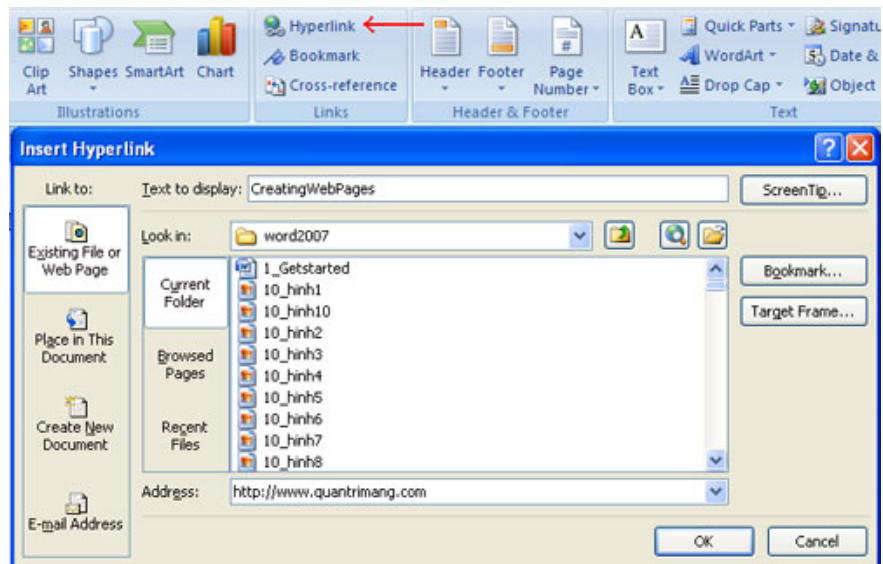 Hyperlink
Bookmark
Cross-reference
Clip Art
Shapes
SmartArt
Chart
Header
Footer
#
Page Number
A
Text Box
Quick Parts
WordArt
Drop Cap
Signatu
Date &
Object
Illustrations
Links
Header & Footer
Text
Insert Hyperlink
Link to:
Text to display: CreatingWebPages
ScreenTip...
Existing File or Web Page
Place in This Document
Create New Document
E-mail Address
Look in: word2007
Current Folder
Browsed Pages
Recent Files
1_Getstarted
10_hinh1
10_hinh10
10_hinh2
10_hinh3
10_hinh4
10_hinh5
10_hinh6
10_hinh7
10_hinh8
Bookmark...
Target Frame...
Address: http://www.quantrimang.com
OK
Cancel